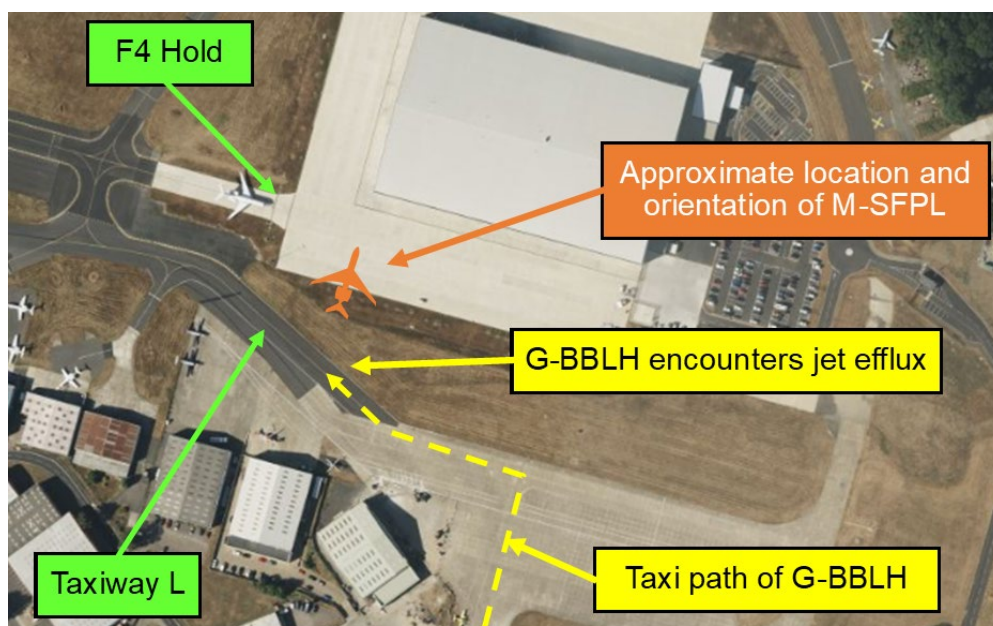 F4 Hold
Approximate location and
orientation of M-SFPL
G-BBLH encounters jet efflux
Taxiway L
Taxi path of G-BBLH